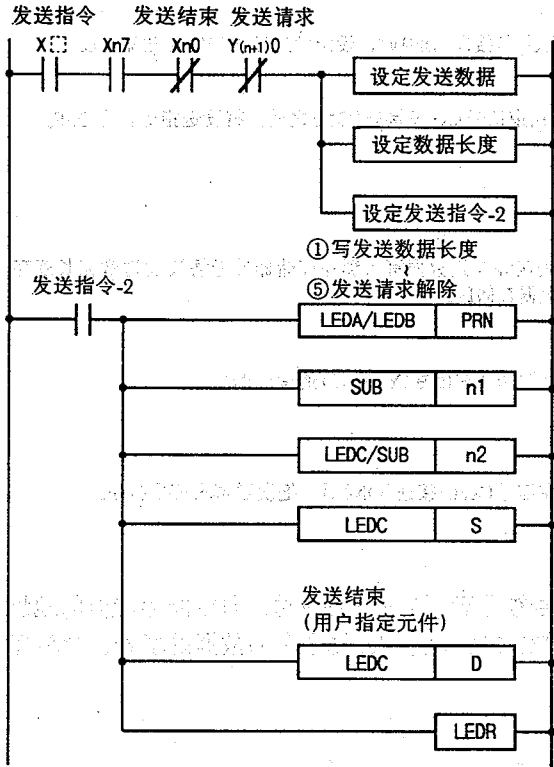 发送指令 发送结束 发送请求
X[ ] Xn7 Xn0 Y(n+1)0
设定发送数据
设定数据长度
设定发送指令-2
①写发送数据长度
~
⑤发送请求解除
发送指令-2
LEDA/LEDB PRN
SUB n1
LEDC/SUB n2
LEDC S
发送结束
(用户指定元件)
LEDC D
LEDR